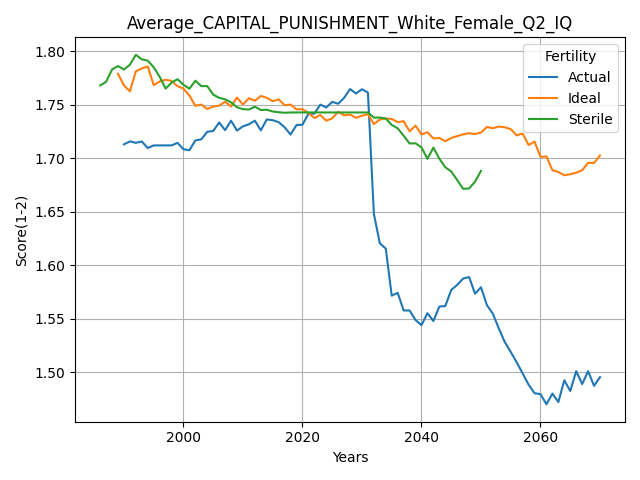 Average_CAPITAL_PUNISHMENT_White_Female_Q2_IQ
Fertility
Actual
Ideal
Sterile
Score(1-2)
1.80
1.75
1.70
1.65
1.60
1.55
1.50
2000
2020
2040
2060
Years